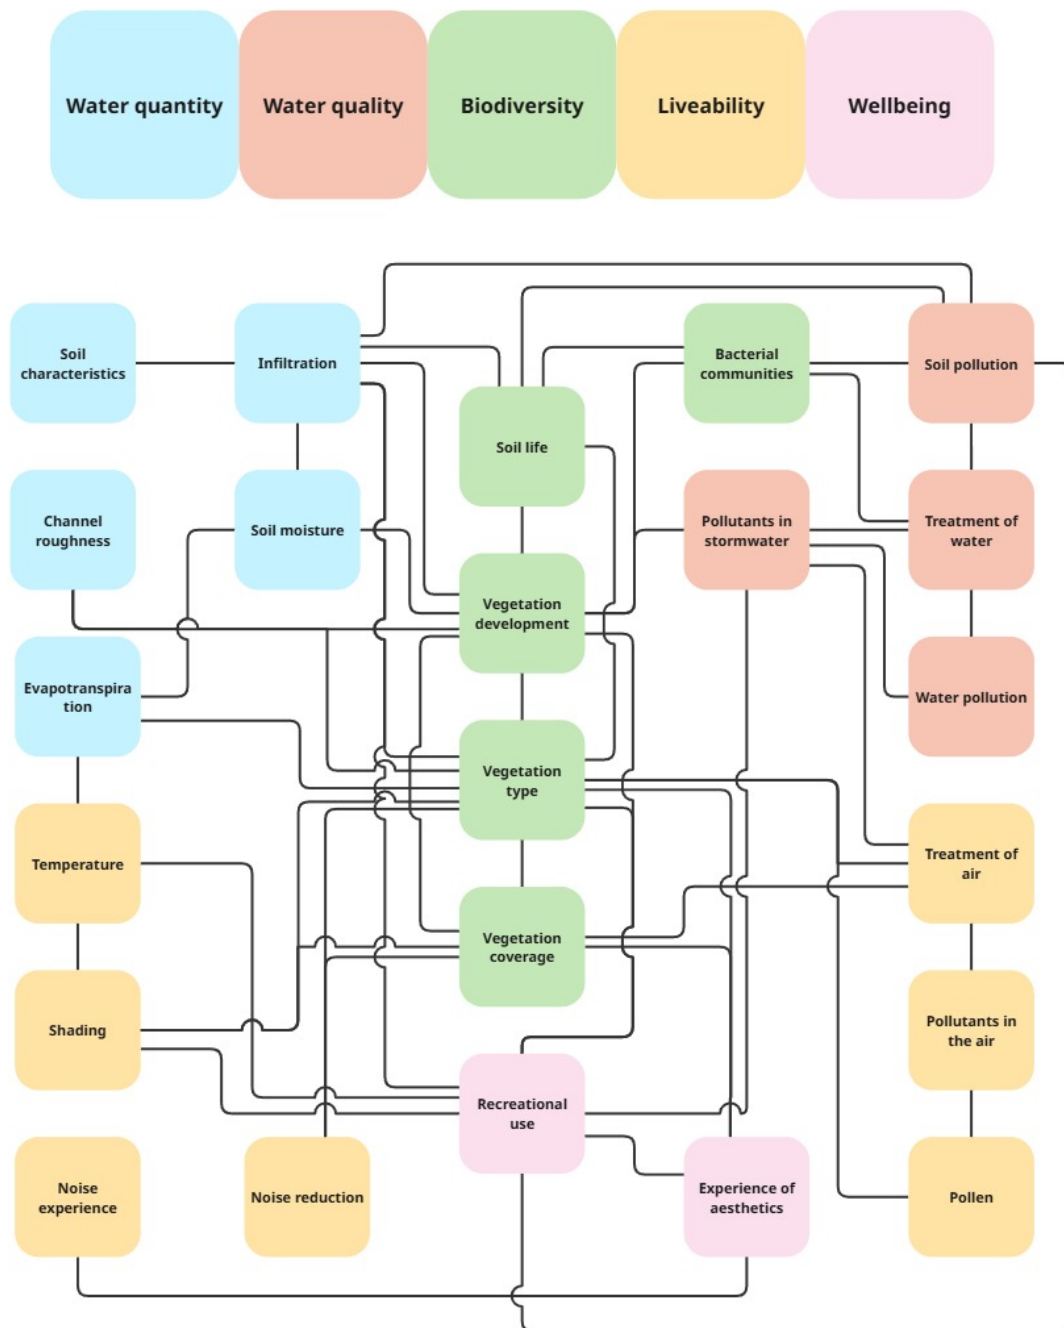 Water quantity
Water quality
Biodiversity
Liveability
Wellbeing
Soil
characteristics
Infiltration
Bacterial
communities
Soil pollution
Soil life
Channel
roughness
Soil moisture
Pollutants in
stormwater
Treatment of
water
Vegetation
development
Evapotranspira
tion
Water pollution
Vegetation
type
Temperature
Treatment of
air
Vegetation
coverage
Shading
Pollutants in
the air
Recreational
use
Noise
experience
Noise reduction
Experience of
aesthetics
Pollen